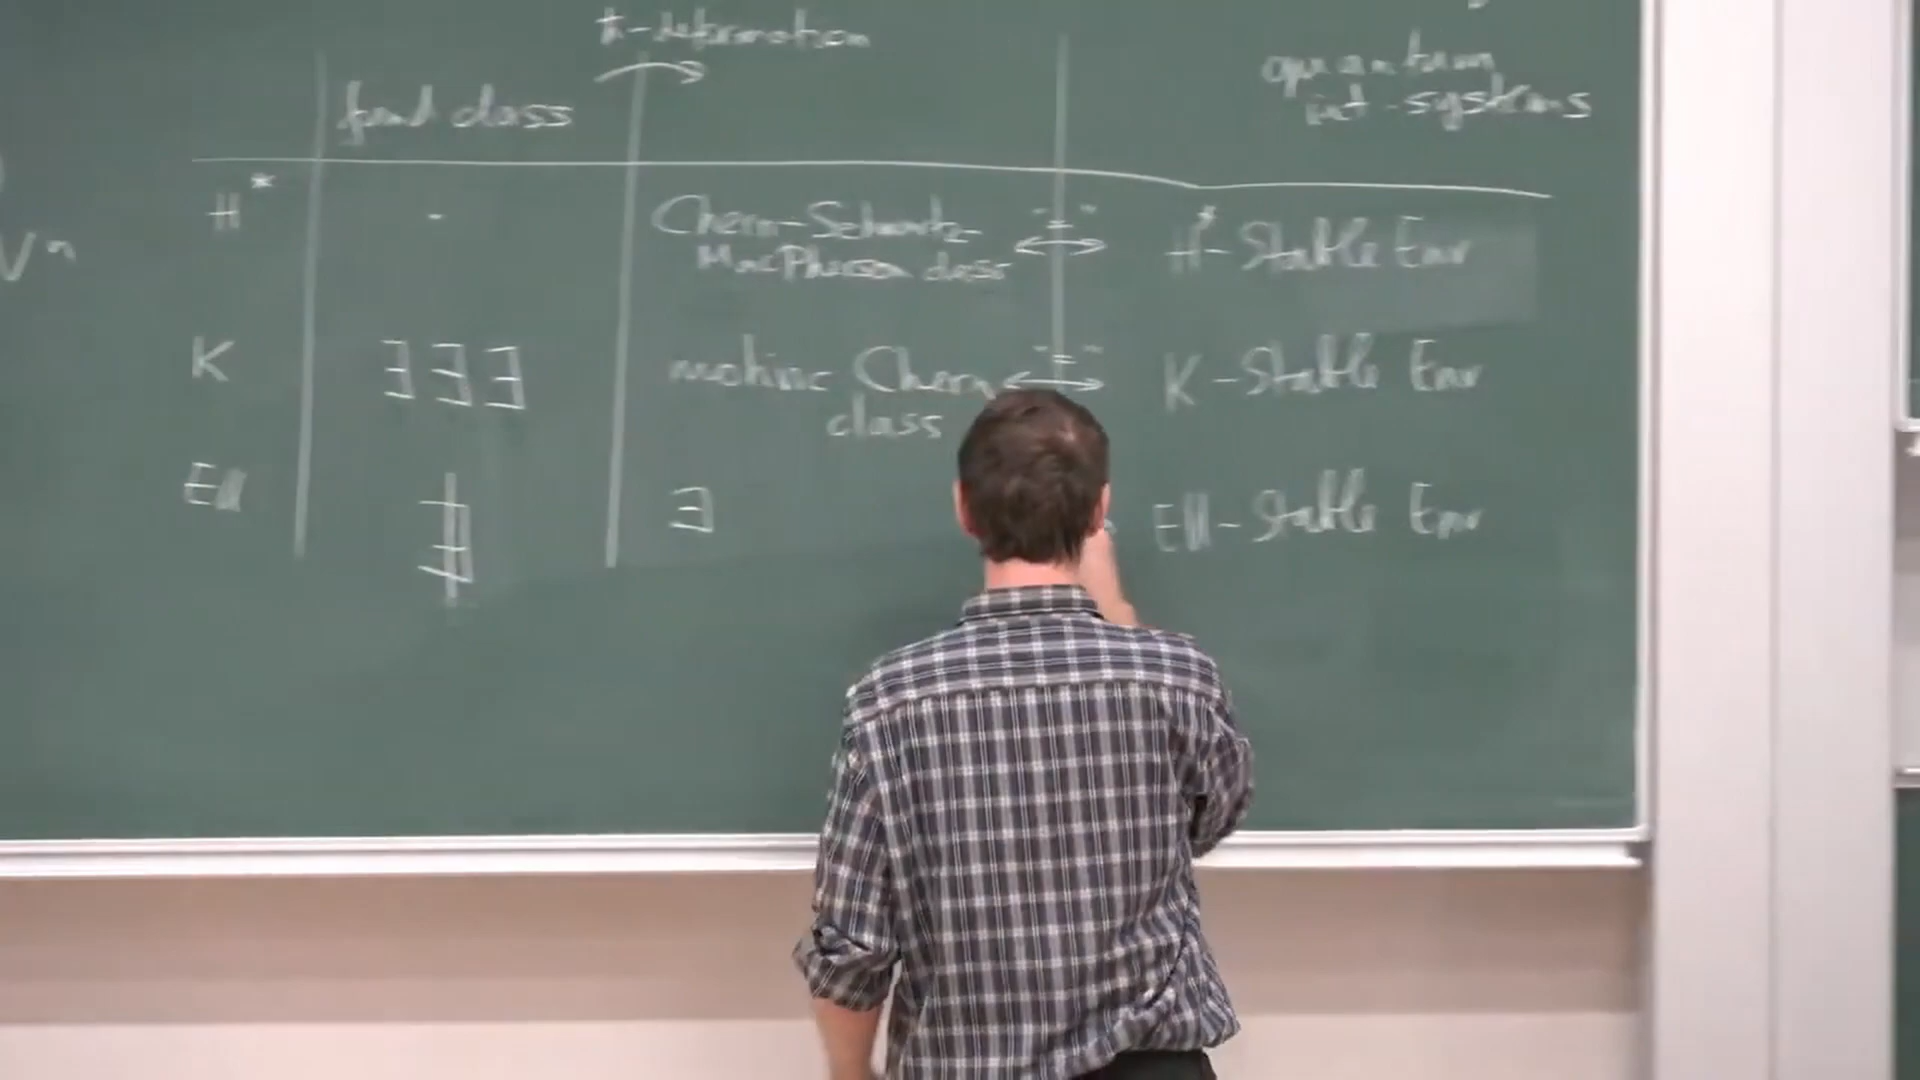 ħ-deformation
fund class
quantum
int-systems
V^n
H^*
-
Chern-Schwartz-
MacPherson class
"="
H^*-Stable Env
K
∃∃∃
motivic Chern
class
"="
K-Stable Env
Ell
∄
∃
Ell-Stable Env